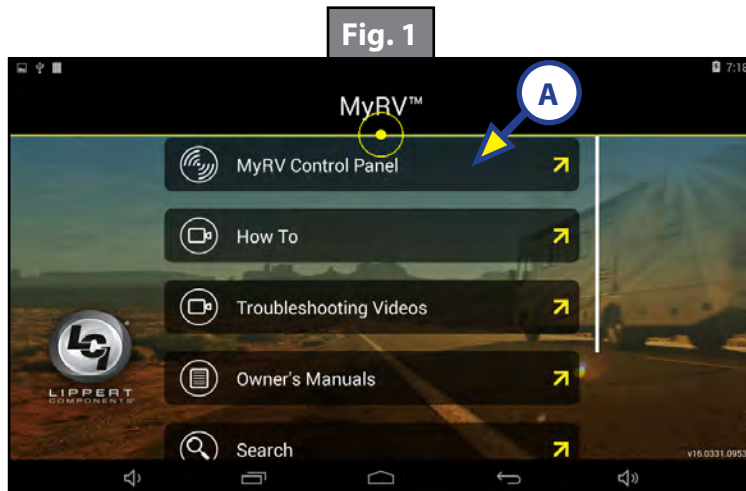 Fig. 1
7:18
MyRV™
A
MyRV Control Panel
How To
Troubleshooting Videos
Owner's Manuals
Search
LCI
LIPPERT
COMPONENTS
v16.0331.0953